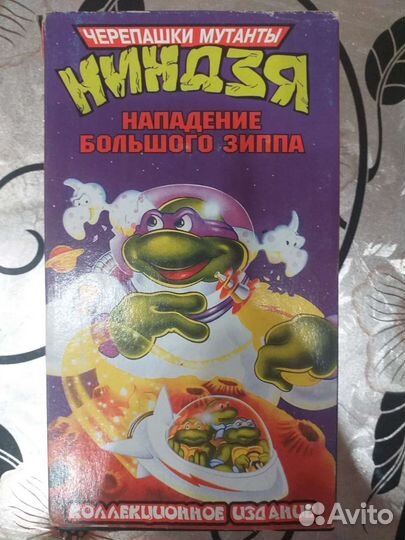 ЧЕРЕПАШКИ МУТАНТЫ
НИНДЗЯ
НАПАДЕНИЕ
БОЛЬШОГО ЗИППА
КОЛЛЕКЦИОННОЕ ИЗДАНИЕ
Avito